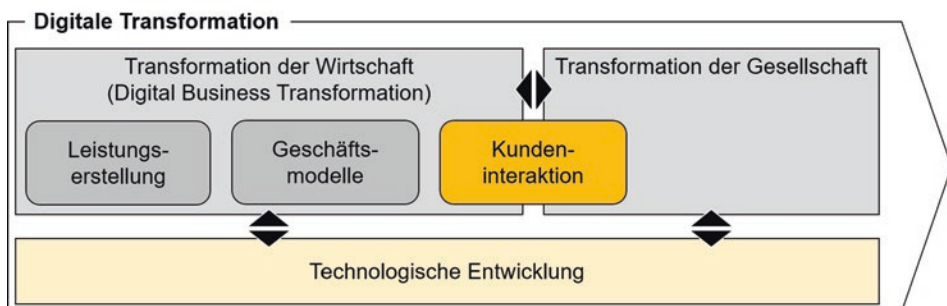 Digitale Transformation
Transformation der Wirtschaft
(Digital Business Transformation)
Transformation der Gesellschaft
Leistungs-
erstellung
Geschäfts-
modelle
Kunden-
interaktion
Technologische Entwicklung